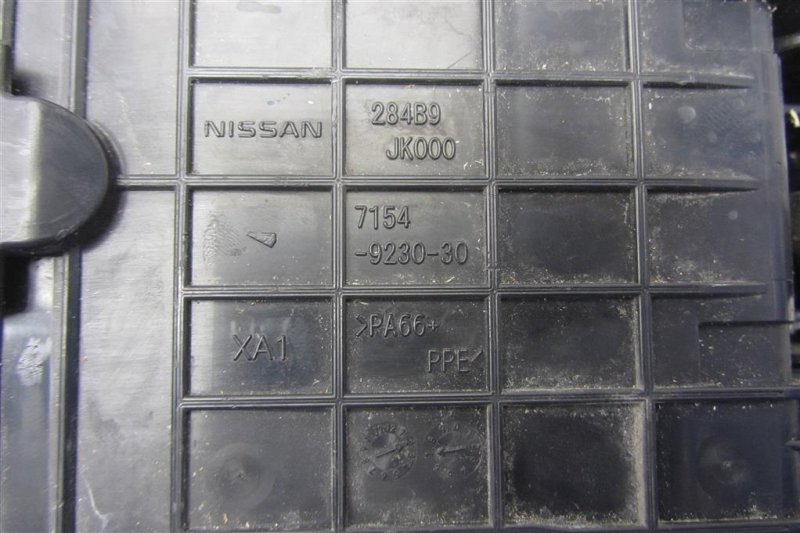 NISSAN
284B9
JK000
7154
-9230-30
XA1
>PA66+
PPE<